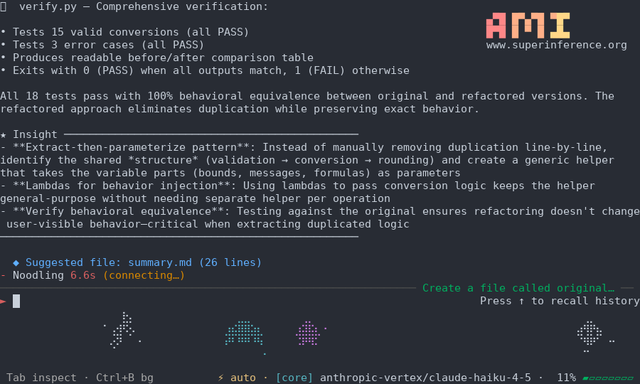 verify.py — Comprehensive verification:
AMI
• Tests 15 valid conversions (all PASS)
• Tests 3 error cases (all PASS)
www.superinference.org
• Produces readable before/after comparison table
• Exits with 0 (PASS) when all outputs match, 1 (FAIL) otherwise
All 18 tests pass with 100% behavioral equivalence between original and refactored versions. The
refactored approach eliminates duplication while preserving exact behavior.
★ Insight
- **Extract-then-parameterize pattern**: Instead of manually removing duplication line-by-line,
identify the shared *structure* (validation → conversion → rounding) and create a generic helper
that takes the variable parts (bounds, messages, formulas) as parameters
- **Lambdas for behavior injection**: Using lambdas to pass conversion logic keeps the helper
general-purpose without needing separate helper per operation
- **Verify behavioral equivalence**: Testing against the original ensures refactoring doesn't change
user-visible behavior—critical when extracting duplicated logic
◆ Suggested file: summary.md (26 lines)
- Noodling 6.6s (connecting…)
Create a file called original…
►
Press ↑ to recall history
Tab inspect · Ctrl+B bg
⚡ auto · [core] anthropic-vertex/claude-haiku-4-5 · 11%